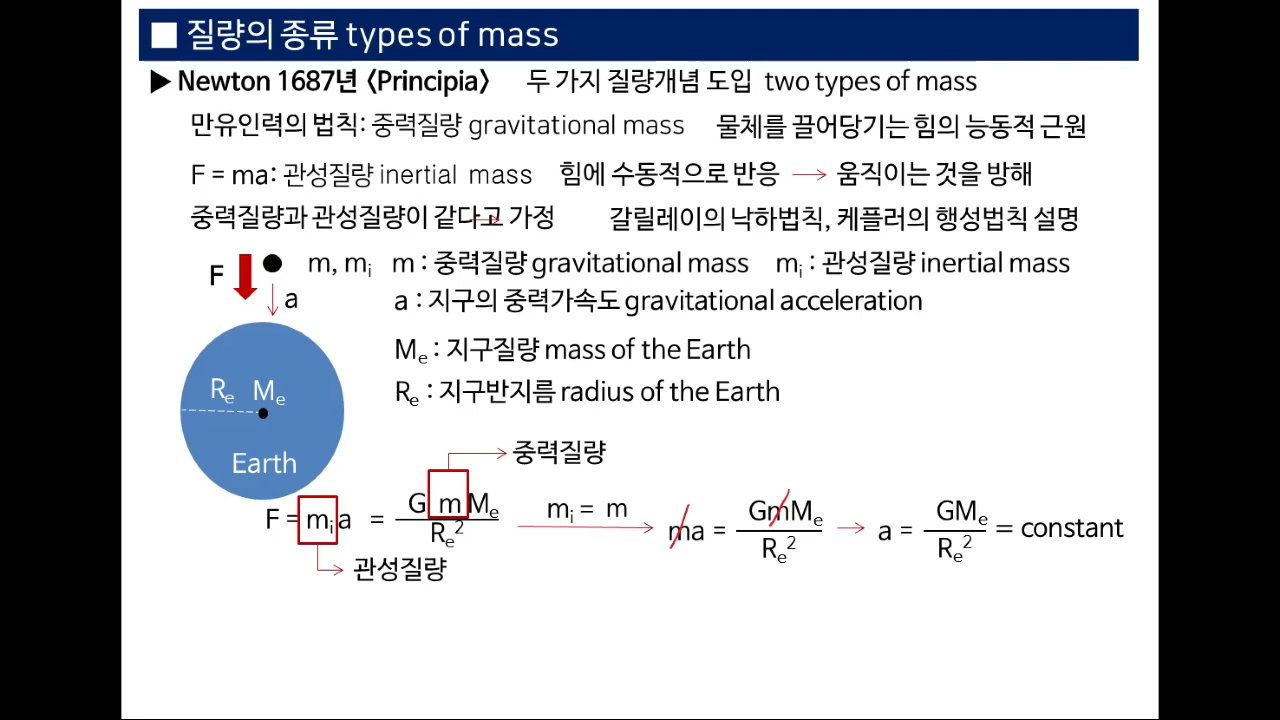 ■ 질량의 종류 types of mass
▶ Newton 1687년 <Principia> 두 가지 질량개념 도입 two types of mass
만유인력의 법칙: 중력질량 gravitational mass 물체를 끌어당기는 힘의 능동적 근원
F = ma: 관성질량 inertial mass 힘에 수동적으로 반응 → 움직이는 것을 방해
중력질량과 관성질량이 같다고 가정 → 갈릴레이의 낙하법칙, 케플러의 행성법칙 설명
F m, mᵢ m : 중력질량 gravitational mass mᵢ : 관성질량 inertial mass
a a : 지구의 중력가속도 gravitational acceleration
Mₑ : 지구질량 mass of the Earth
Rₑ Mₑ Rₑ : 지구반지름 radius of the Earth
Earth
→ 중력질량
F = mᵢa = GmMₑ / Rₑ² mᵢ = m → ma = GmMₑ / Rₑ² → a = GMₑ / Rₑ² = constant
→ 관성질량